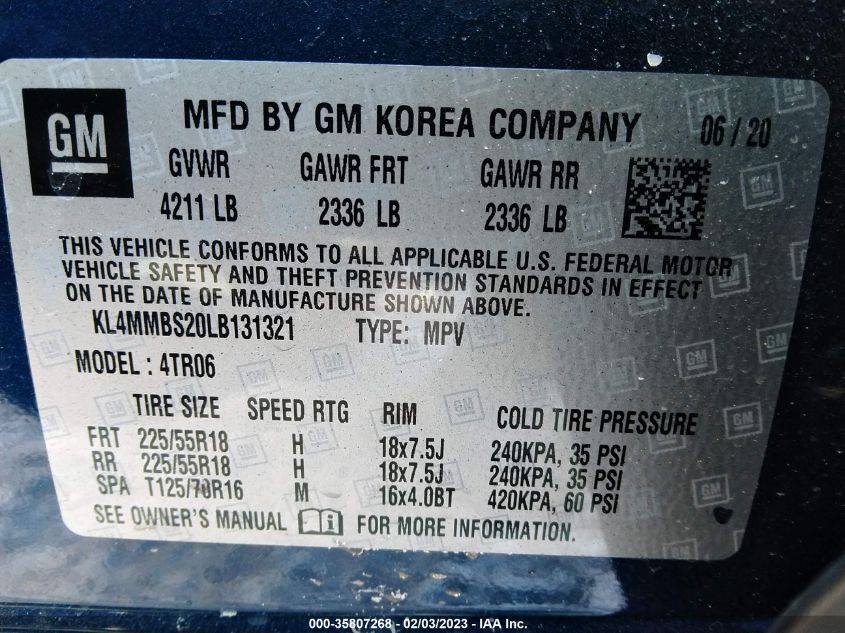 GM
MFD BY GM KOREA COMPANY 06/20
GVWR GAWR FRT GAWR RR
4211 LB 2336 LB 2336 LB
THIS VEHICLE CONFORMS TO ALL APPLICABLE U.S. FEDERAL MOTOR
VEHICLE SAFETY AND THEFT PREVENTION STANDARDS IN EFFECT
ON THE DATE OF MANUFACTURE SHOWN ABOVE.
KL4MMBS20LB131321 TYPE: MPV
MODEL : 4TR06
TIRE SIZE SPEED RTG RIM COLD TIRE PRESSURE
FRT 225/55R18 H 18x7.5J 240KPA, 35 PSI
RR 225/55R18 H 18x7.5J 240KPA, 35 PSI
SPA T125/70R16 M 16x4.0BT 420KPA, 60 PSI
SEE OWNER'S MANUAL FOR MORE INFORMATION.
000-35807268 - 02/03/2023 - IAA Inc.